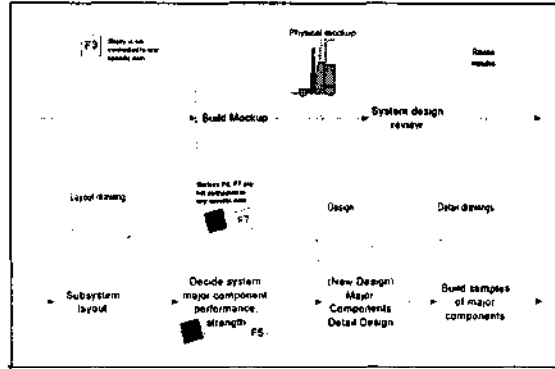 F3
Physical mockup
Build Mockup
System design
review
Layout drawing
F7
Design
Detail drawings
Subsystem
layout
Decide system
major component
performance,
strength
F5
(New Design)
Major
Components
Detail Design
Build samples
of major
components